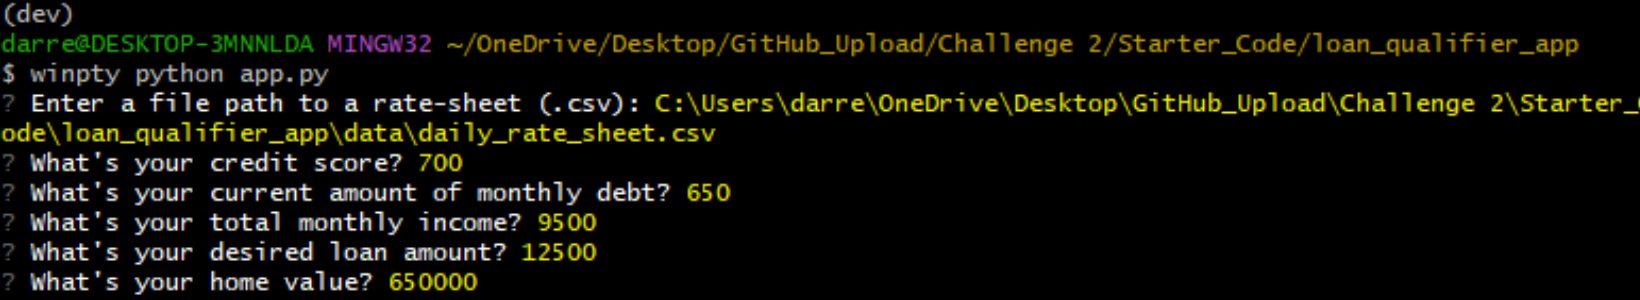 (dev)
darre@DESKTOP-3MNNLDA MINGW32 ~/OneDrive/Desktop/GitHub_Upload/Challenge 2/Starter_Code/loan_qualifier_app
$ winpty python app.py
? Enter a file path to a rate-sheet (.csv): C:\Users\darre\OneDrive\Desktop\GitHub_Upload\Challenge 2\Starter_
ode\loan_qualifier_app\data\daily_rate_sheet.csv
? What's your credit score? 700
? What's your current amount of monthly debt? 650
? What's your total monthly income? 9500
? What's your desired loan amount? 12500
? What's your home value? 650000